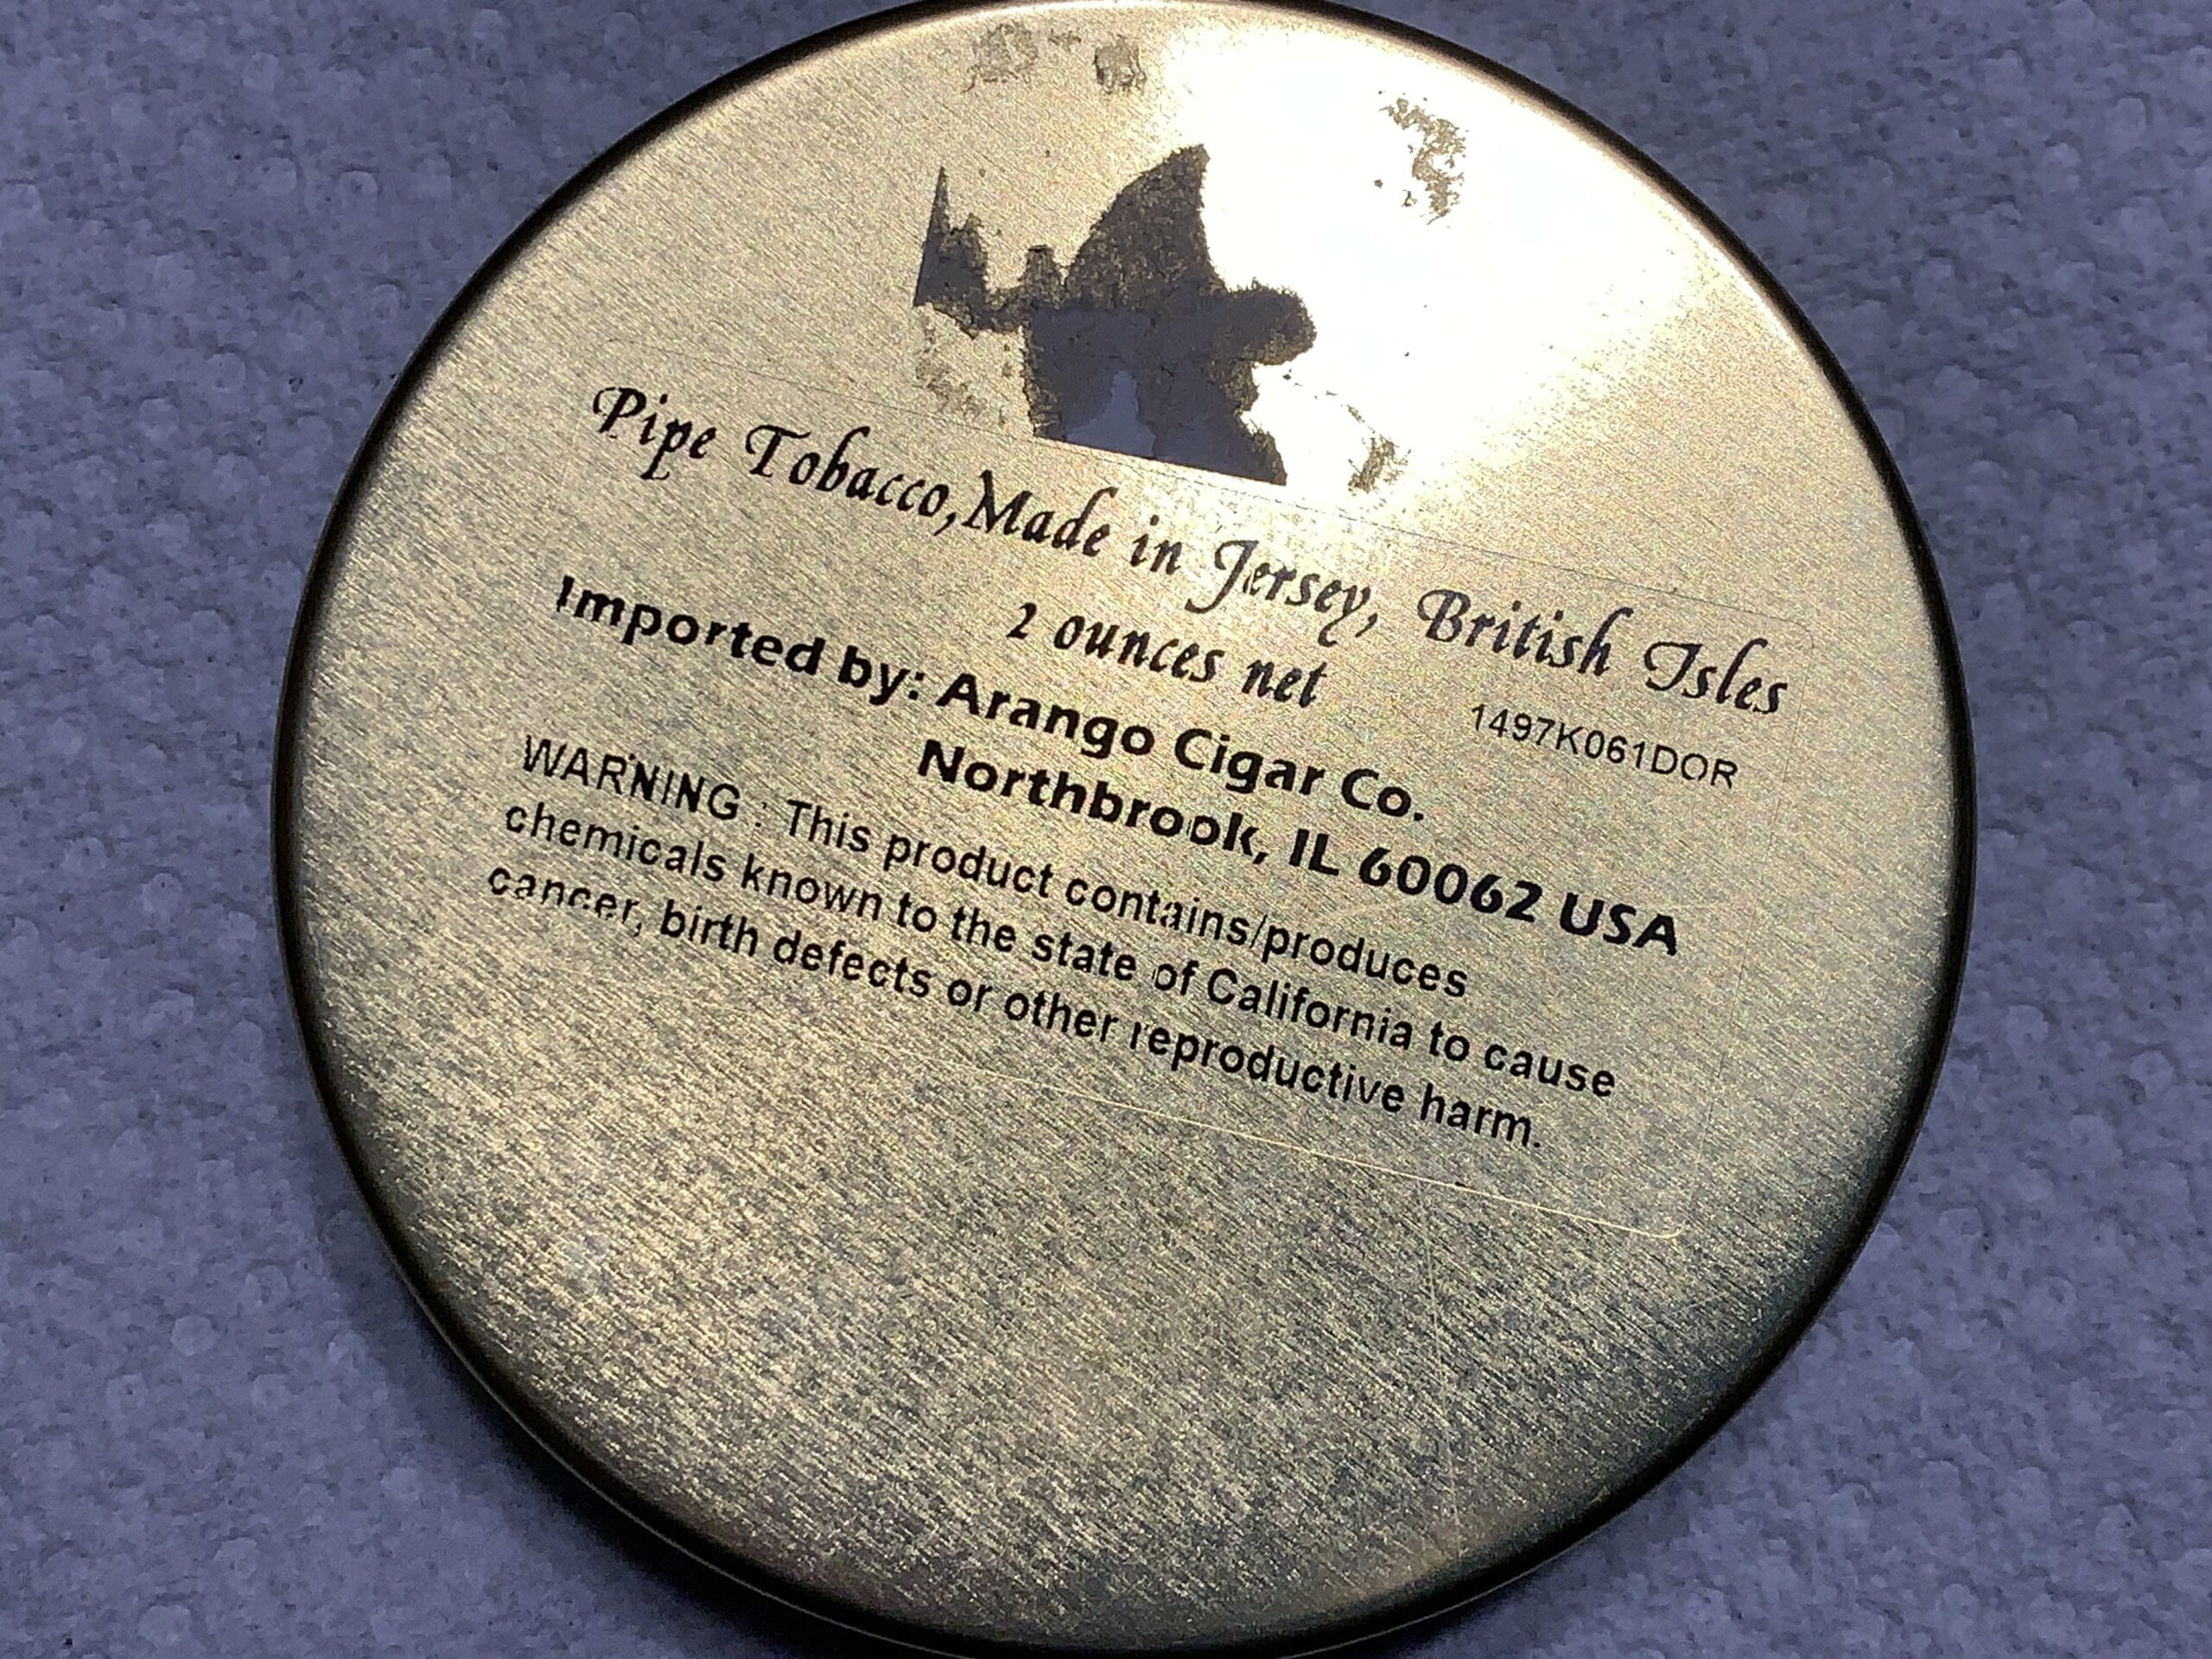 Pipe Tobacco, Made in Jersey, British Isles
2 ounces net
1497K061DOR
Imported by: Arango Cigar Co.
Northbrook, IL 60062 USA
WARNING : This product contains/produces
chemicals known to the state of California to cause
cancer, birth defects or other reproductive harm.